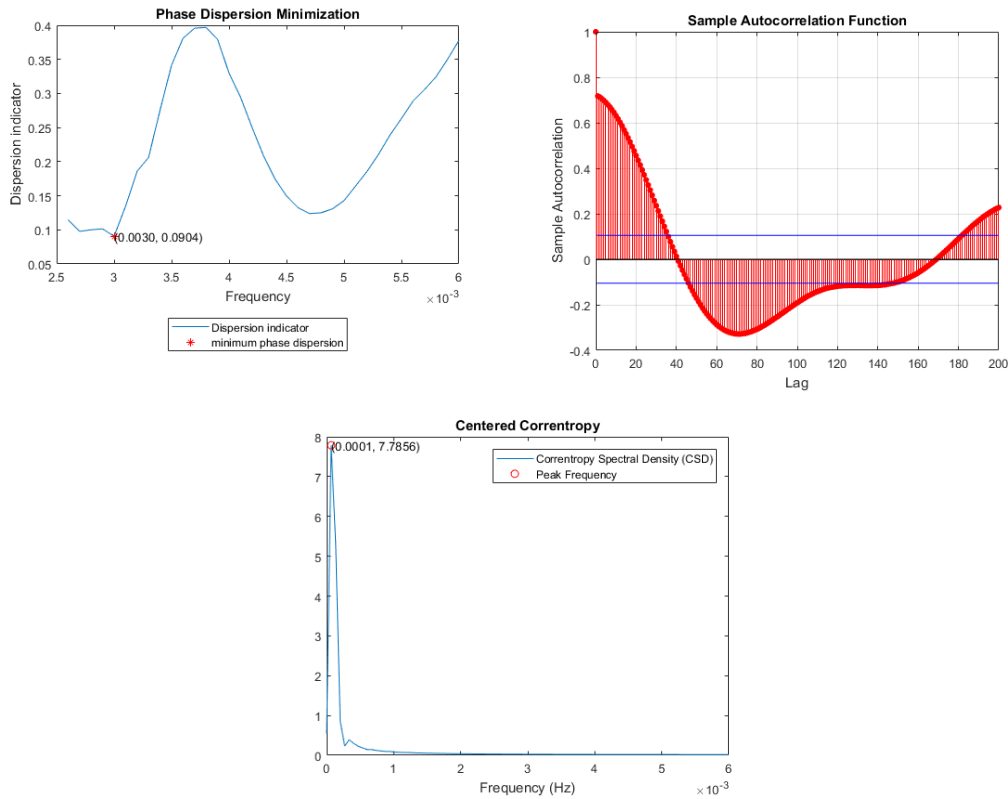 Phase Dispersion Minimization
0.4
0.35
0.3
0.25
0.2
0.15
0.1
0.05
Dispersion indicator
(0.0030, 0.0904)
2.5 3 3.5 4 4.5 5 5.5 6
Frequency
×10⁻³
Dispersion indicator
minimum phase dispersion
Sample Autocorrelation Function
1
0.8
0.6
0.4
0.2
0
-0.2
-0.4
Sample Autocorrelation
0 20 40 60 80 100 120 140 160 180 200
Lag
Centered Correntropy
8
7
6
5
4
3
2
1
0
(0.0001, 7.7856)
Correntropy Spectral Density (CSD)
Peak Frequency
0 1 2 3 4 5 6
Frequency (Hz)
×10⁻³